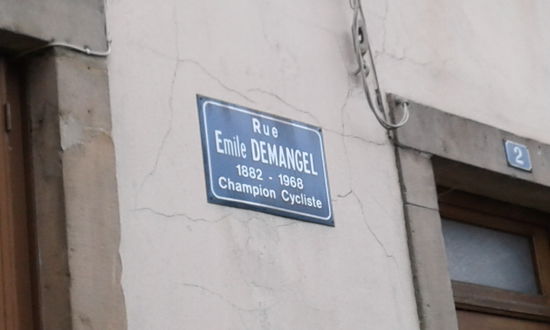 Rue
Emile DEMANGEL
1882 - 1968
Champion Cycliste
2